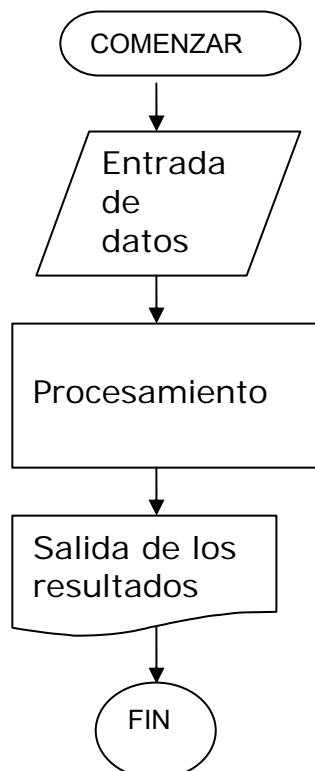 COMENZAR
Entrada
de
datos
Procesamiento
Salida de los
resultados
FIN